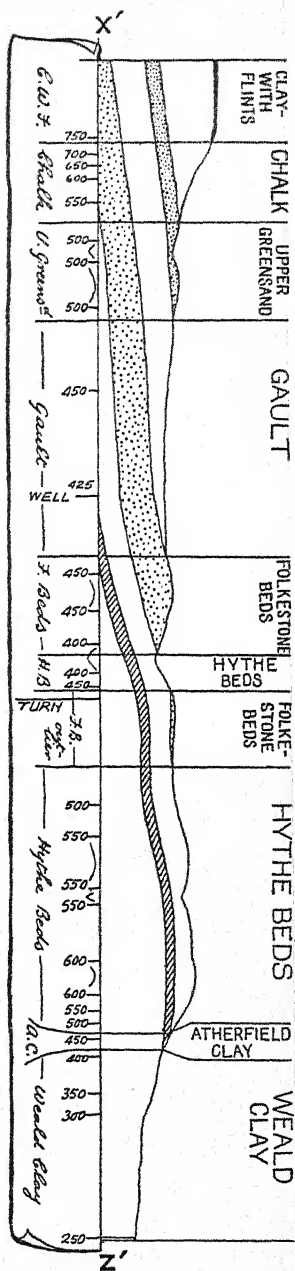 X′
C.W.F.
750
700
650
600
Chalk
550
U. Greensd
500
500
500
Gault
450
425
WELL
F. Beds
450
450
400
H.B
400
450
TURN
F.B.
outlier
500
550
Hythe Beds
550
550
600
600
550
500
450
A.C.
400
Weald Clay
350
300
250
Z′
CLAY-
WITH
FLINTS
CHALK
UPPER
GREENSAND
GAULT
FOLKESTONE
BEDS
HYTHE
BEDS
FOLKE-
STONE
BEDS
HYTHE BEDS
ATHERFIELD
CLAY
WEALD
CLAY